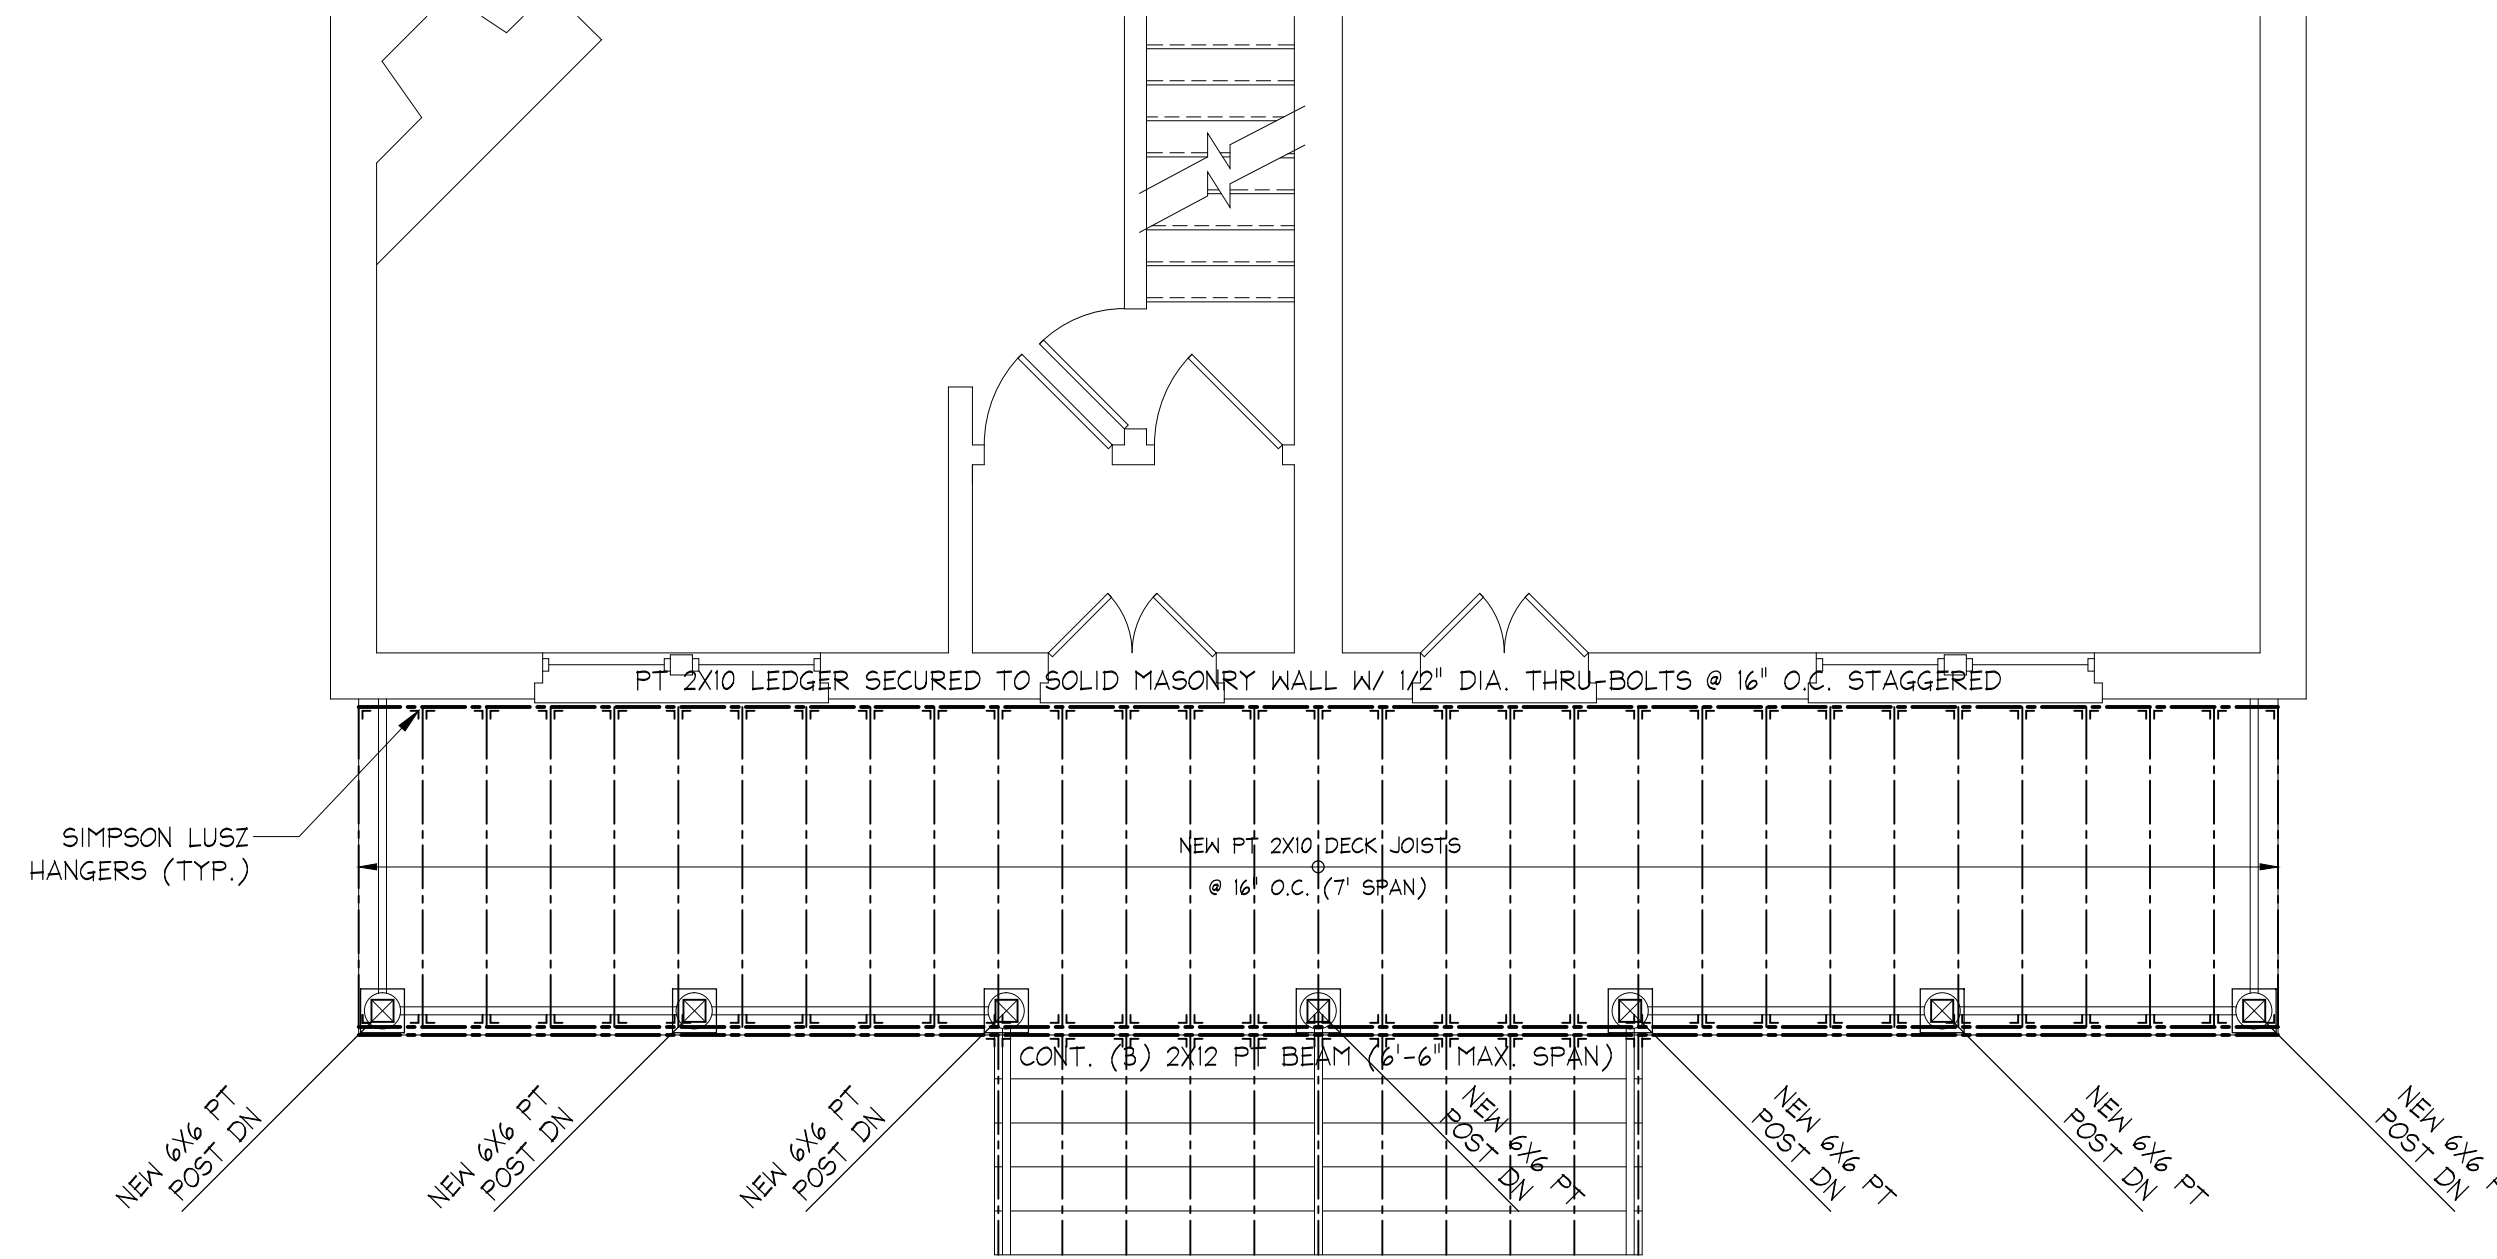 PT 2X10 LEDGER SECURED TO SOLID MASONRY WALL W/ 1/2" DIA. THRU-BOLTS @ 16" O.C. STAGGERED
SIMPSON LUSZ
HANGERS (TYP.)
NEW PT 2X10 DECK JOISTS
@ 16" O.C. (7' SPAN)
CONT. (3) 2X12 PT BEAM (6'-6" MAX. SPAN)
NEW 6X6 PT
POST DN
NEW 6X6 PT
POST DN
NEW 6X6 PT
POST DN
NEW 6X6 PT
POST DN
NEW 6X6 PT
POST DN
NEW 6X6 PT
POST DN
NEW 6X6
POST DN